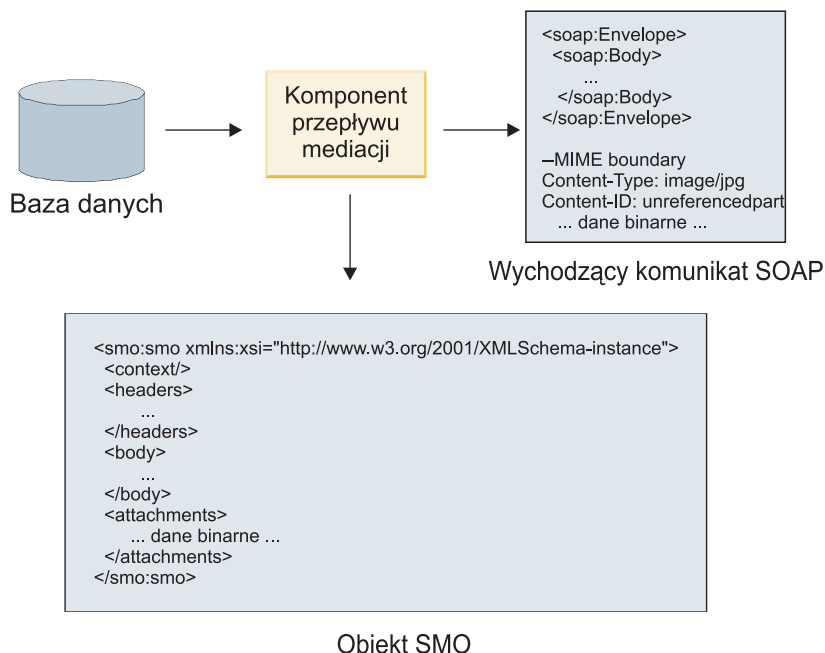 Baza danych
Komponent
przepływu
mediacji
<soap:Envelope>
<soap:Body>
...
</soap:Body>
</soap:Envelope>
–MIME boundary
Content-Type: image/jpg
Content-ID: unreferencedpart
... dane binarne ...
Wychodzący komunikat SOAP
<smo:smo xmlns:xsi="http://www.w3.org/2001/XMLSchema-instance">
<context/>
<headers>
...
</headers>
<body>
...
</body>
<attachments>
... dane binarne ...
</attachments>
</smo:smo>
Obiekt SMO